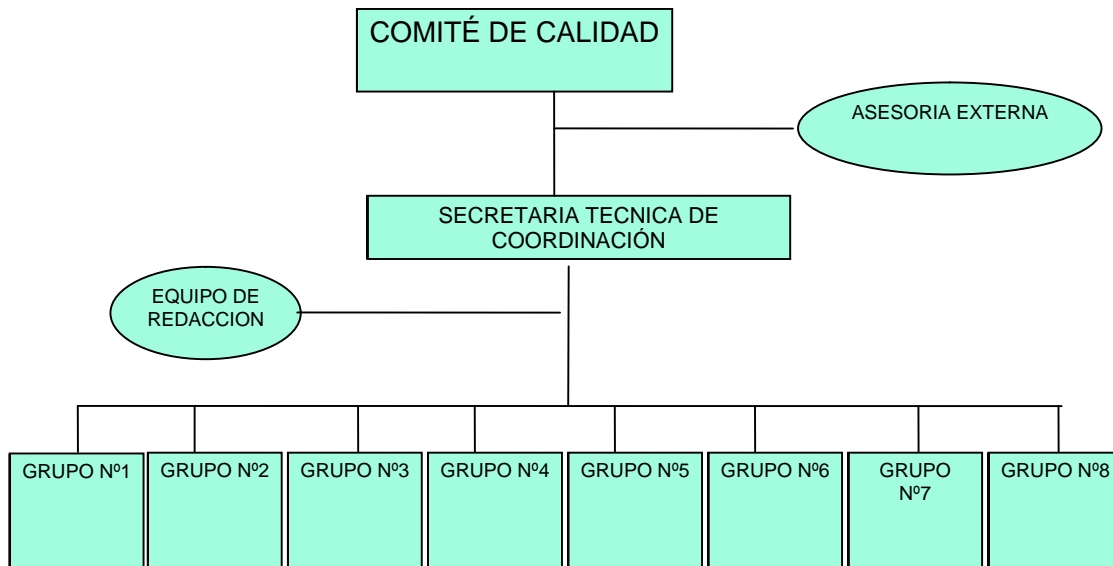 COMITÉ DE CALIDAD
ASESORIA EXTERNA
SECRETARIA TECNICA DE
COORDINACIÓN
EQUIPO DE
REDACCION
GRUPO Nº1
GRUPO Nº2
GRUPO Nº3
GRUPO Nº4
GRUPO Nº5
GRUPO Nº6
GRUPO
Nº7
GRUPO Nº8